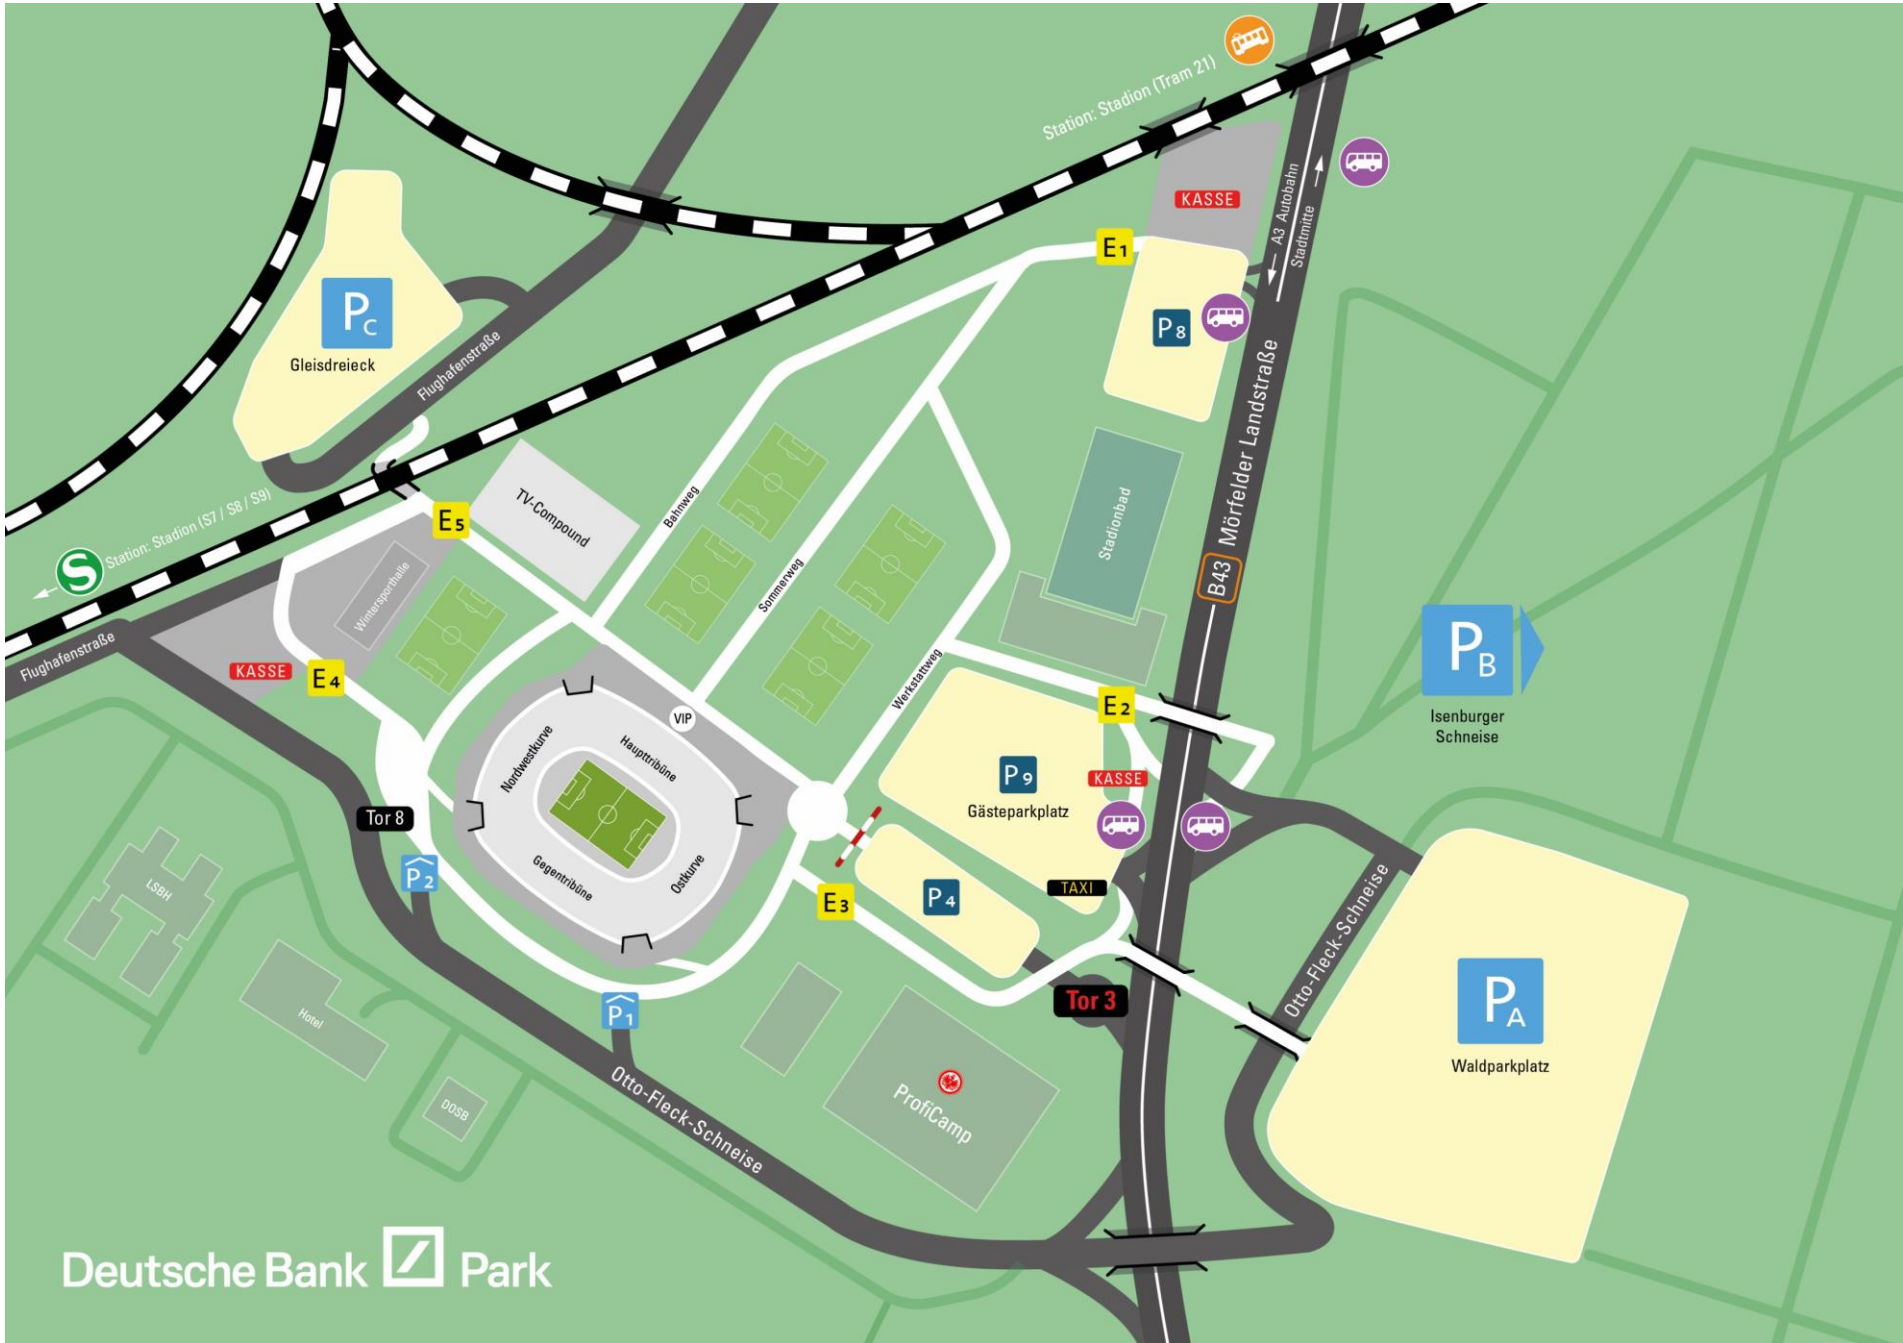 Station: Stadion (Tram 21)
A3 Autobahn
Stadtmitte
KASSE
E1
P8
PC
Gleisdreieck
Flughafenstraße
Mörfelder Landstraße
B43
Stadionbad
TV-Compound
E5
Station: Stadion (S7 / S8 / S9)
S
Wintersporthalle
Bahnweg
Sommerweg
Werkstattweg
Flughafenstraße
KASSE
E4
VIP
Nordwestkurve
Haupttribüne
Gegentribüne
Ostkurve
E2
P9
Gästeparkplatz
KASSE
PB
Isenburger
Schneise
Tor 8
P2
LSBH
E3
P4
TAXI
Otto-Fleck-Schneise
Tor 3
PA
Waldparkplatz
P1
Hotel
DOSB
Otto-Fleck-Schneise
ProfiCamp
Deutsche Bank Park